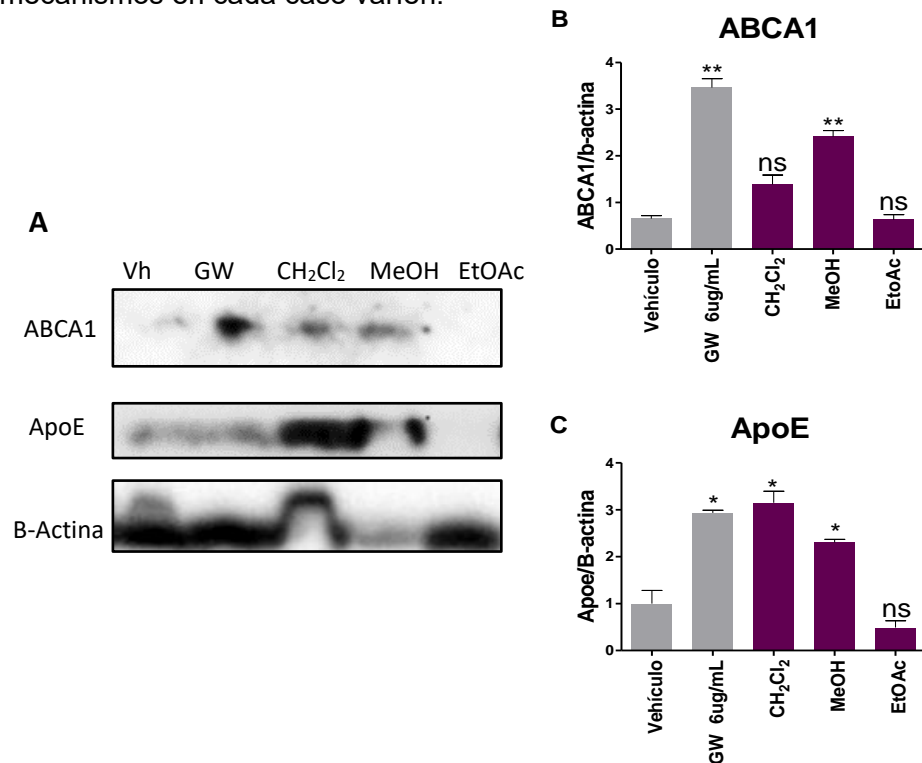 mecanismos en cada caso varíen.
A
Vh GW CH₂Cl₂ MeOH EtOAc
ABCA1
ApoE
B-Actina
B
ABCA1
ABCA1/b-actina
4
3
2
1
0
**
ns
**
ns
Vehículo
GW 6ug/mL
CH₂Cl₂
MeOH
EtoAc
C
ApoE
Apoe/B-actina
4
3
2
1
0
*
*
*
ns
Vehículo
GW 6ug/mL
CH₂Cl₂
MeOH
EtOAc